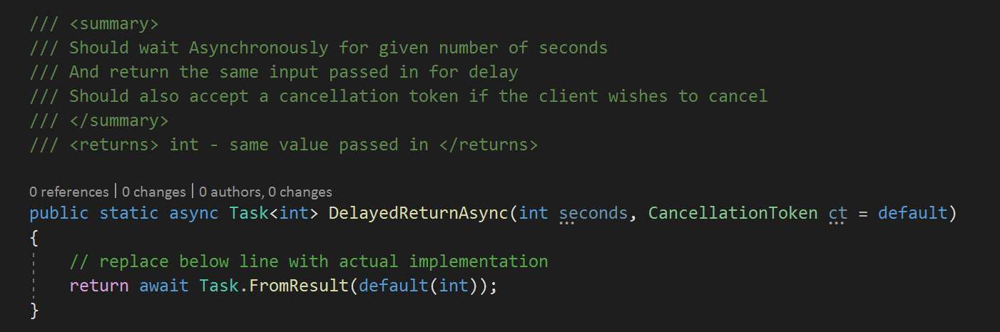 /// <summary>
/// Should wait Asynchronously for given number of seconds
/// And return the same input passed in for delay
/// Should also accept a cancellation token if the client wishes to cancel
/// </summary>
/// <returns> int - same value passed in </returns>
0 references | 0 changes | 0 authors, 0 changes
public static async Task<int> DelayedReturnAsync(int seconds, CancellationToken ct = default)
{
// replace below line with actual implementation
return await Task.FromResult(default(int));
}